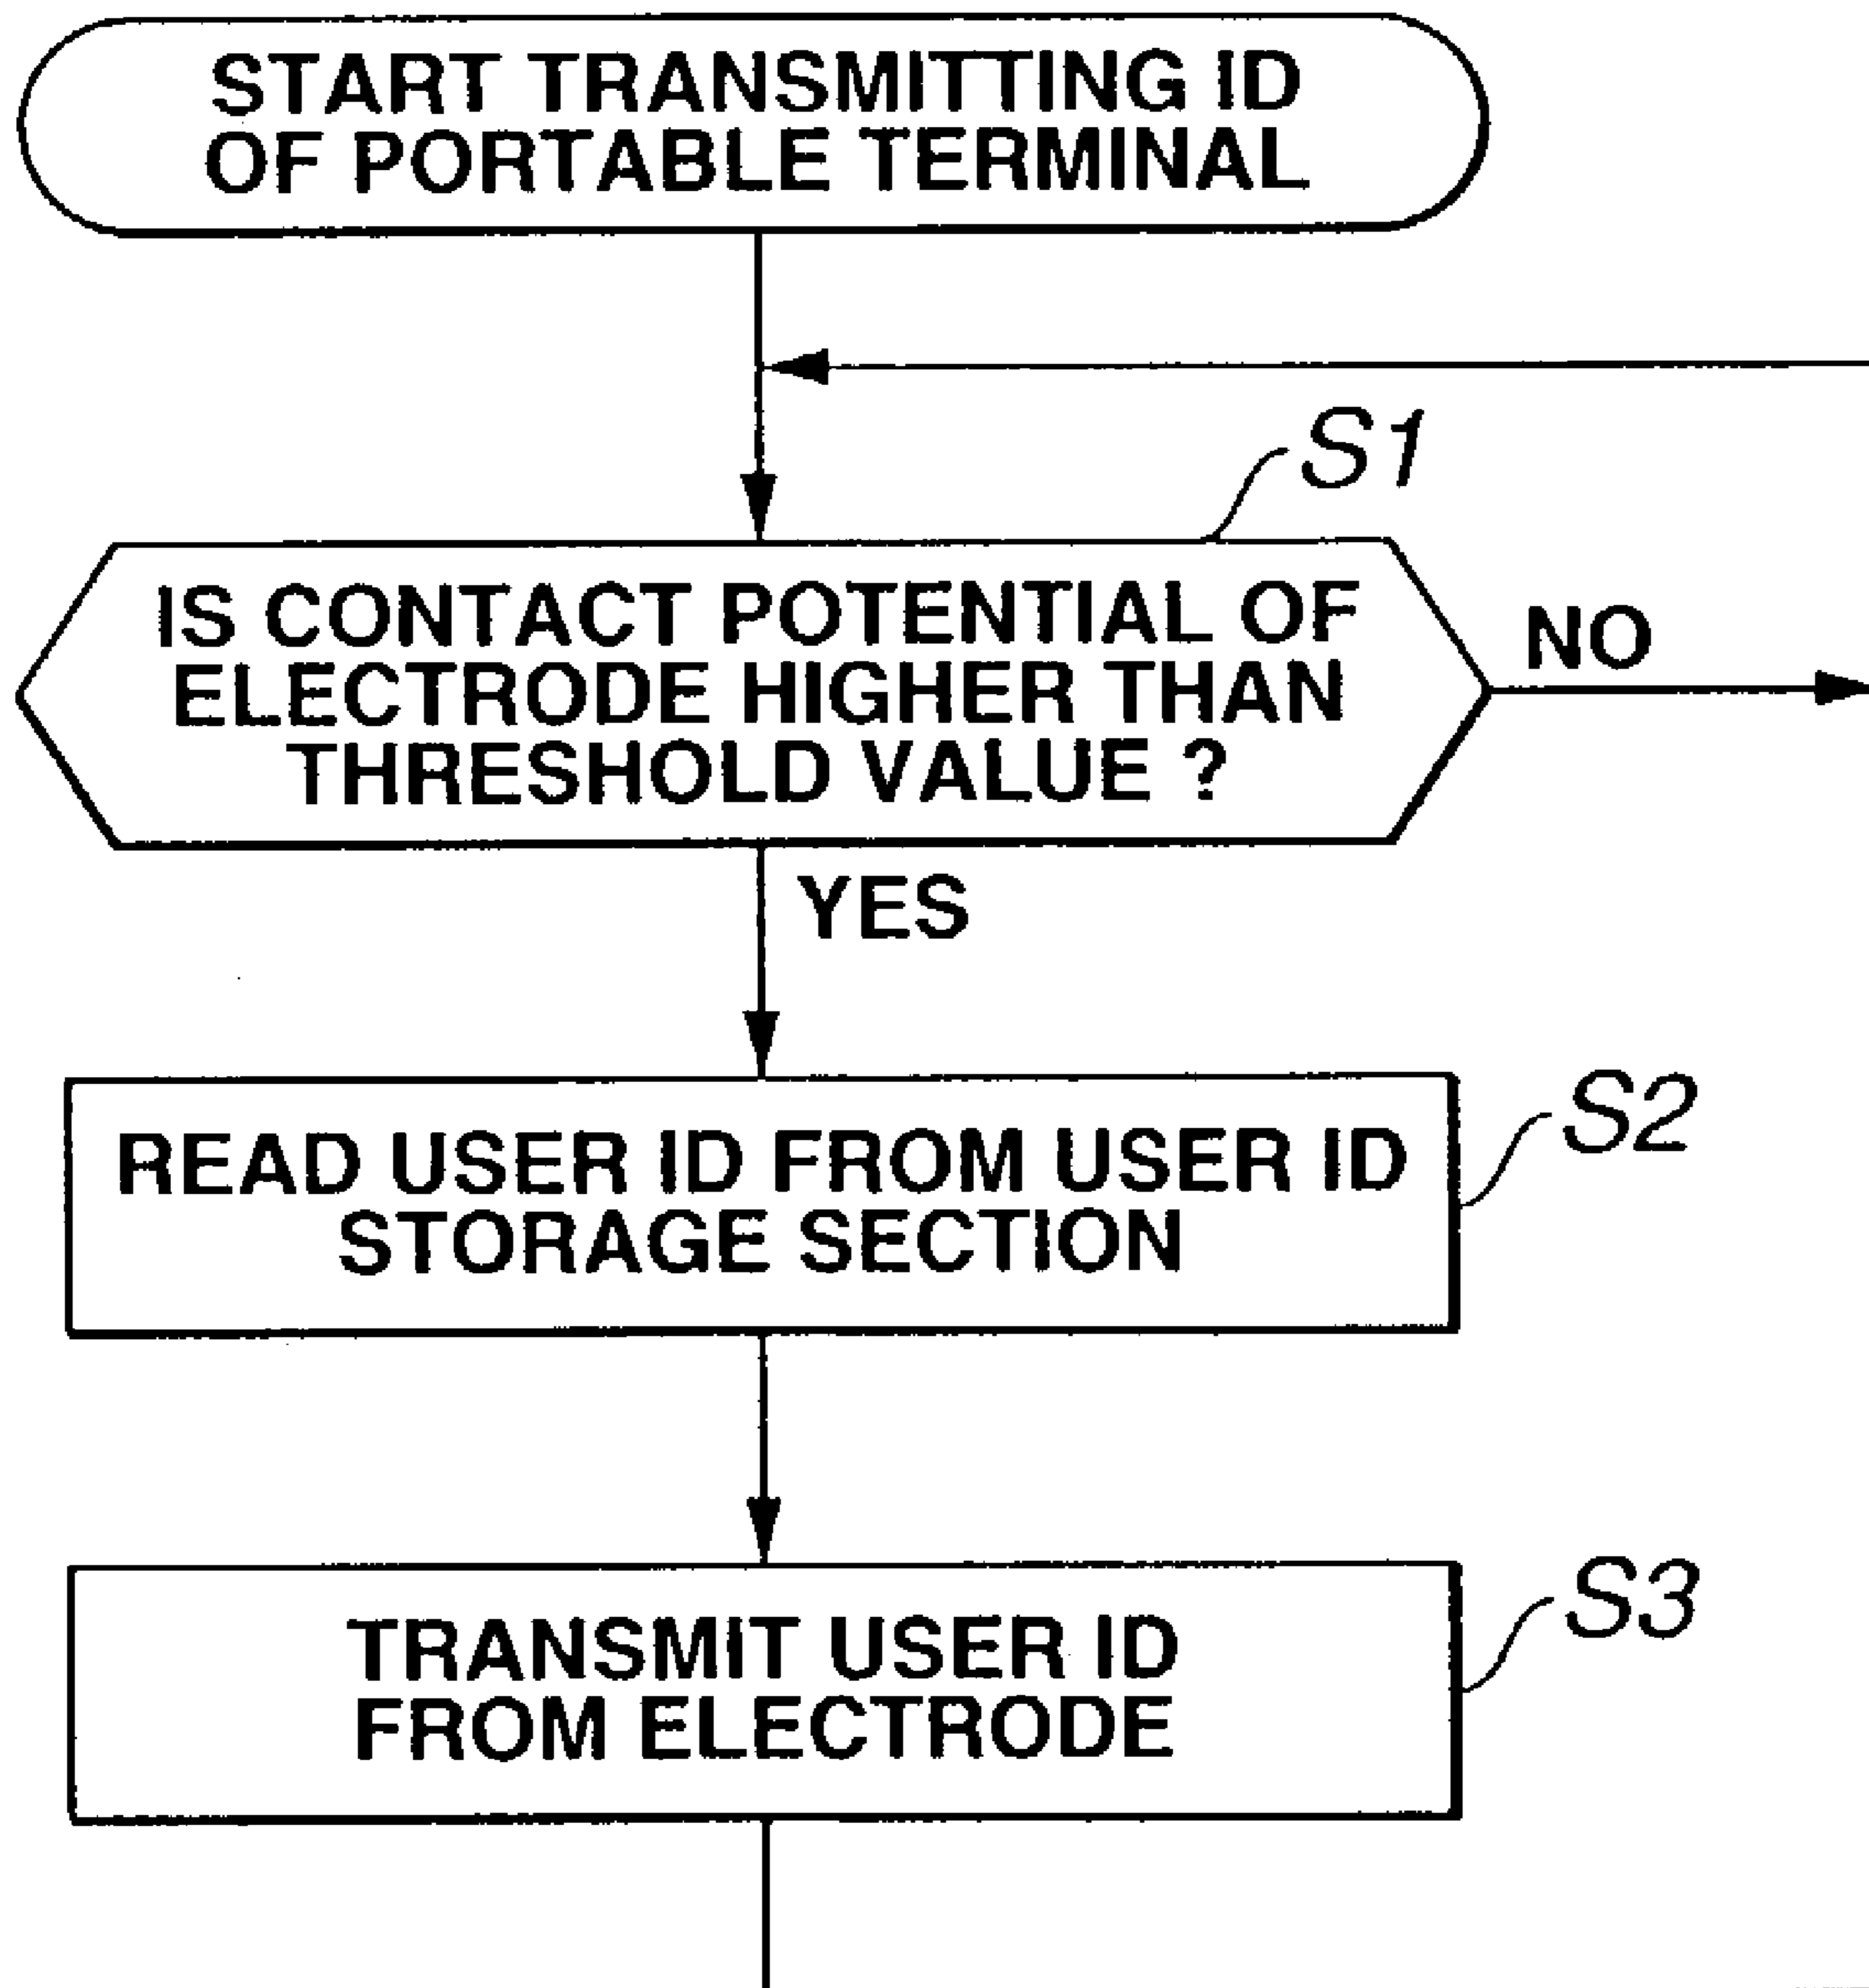 START TRANSMITTING ID
OF PORTABLE TERMINAL
S1
IS CONTACT POTENTIAL OF
ELECTRODE HIGHER THAN
THRESHOLD VALUE ?
NO
YES
S2
READ USER ID FROM USER ID
STORAGE SECTION
S3
TRANSMIT USER ID
FROM ELECTRODE